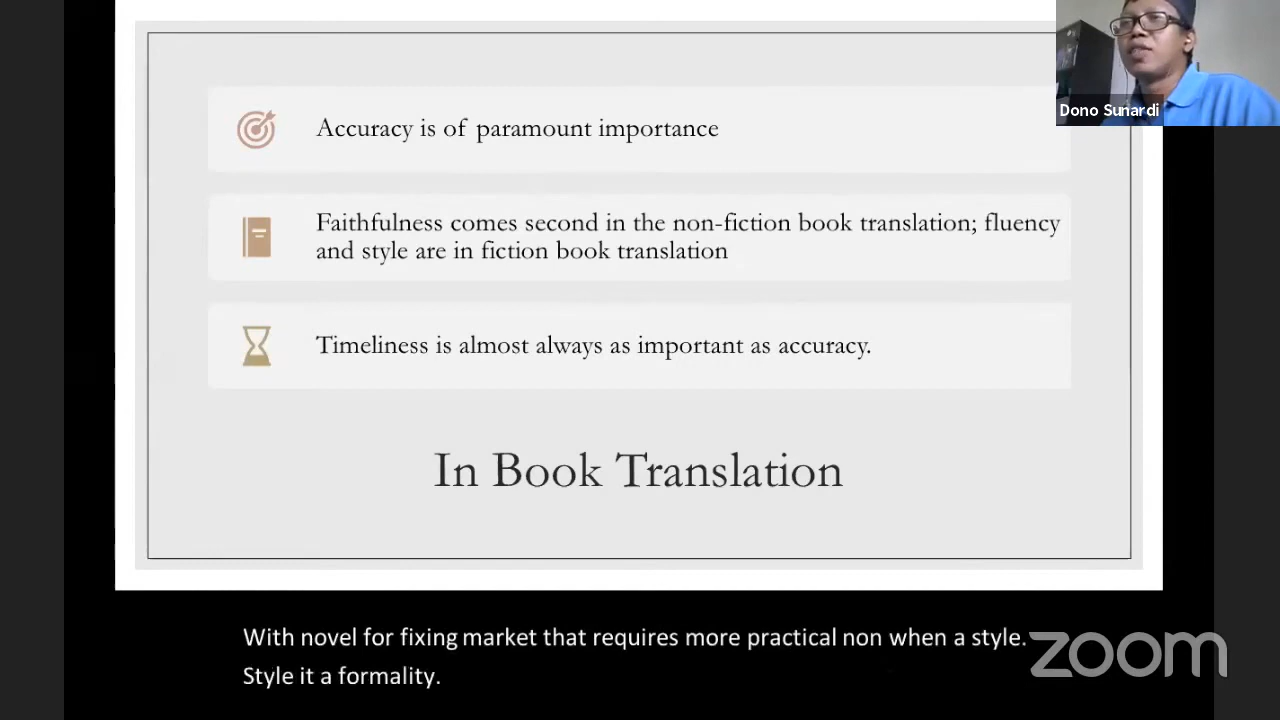 Dono Sunardi
Accuracy is of paramount importance
Faithfulness comes second in the non-fiction book translation; fluency
and style are in fiction book translation
Timeliness is almost always as important as accuracy.
In Book Translation
With novel for fixing market that requires more practical non when a style.
Style it a formality.
zoom